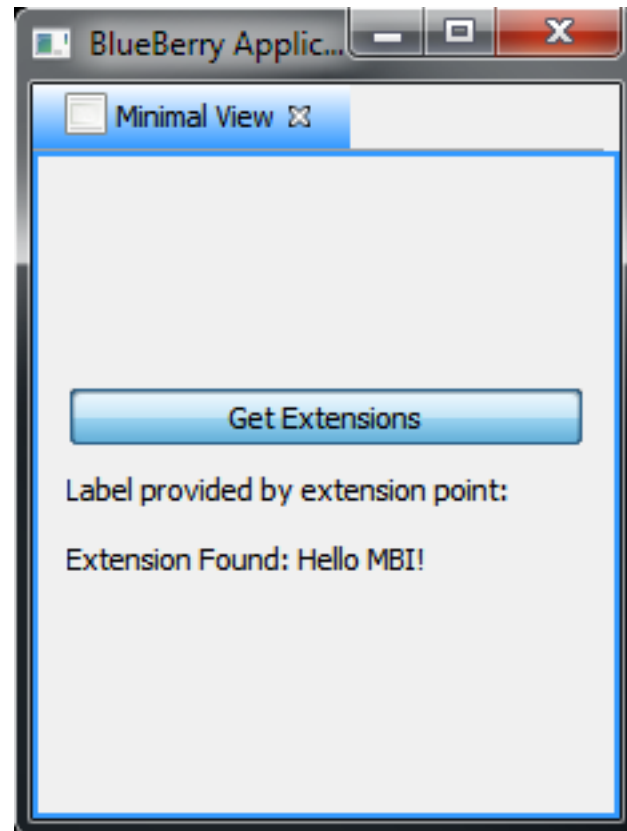 BlueBerry Applic...
Minimal View
Get Extensions
Label provided by extension point:
Extension Found: Hello MBI!